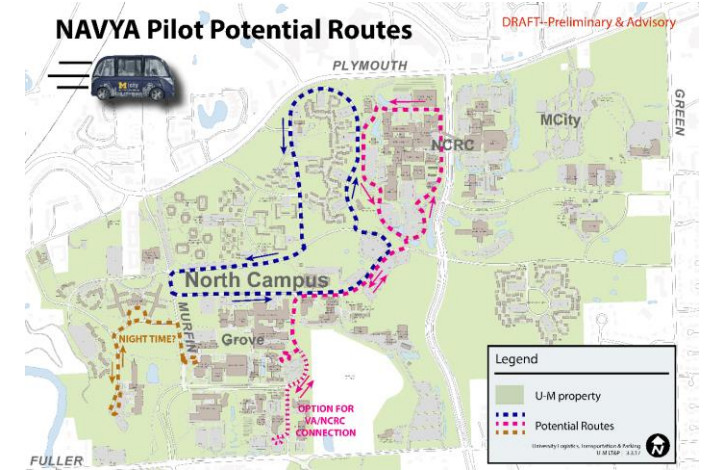 NAVYA Pilot Potential Routes
DRAFT--Preliminary & Advisory
PLYMOUTH
GREEN
MCity
NCRC
North Campus
MURFIN
Grove
NIGHT TIME?
OPTION FOR
VA/NCRC
CONNECTION
FULLER
Legend
U-M property
Potential Routes
University Logistics, Transportation & Parking
N